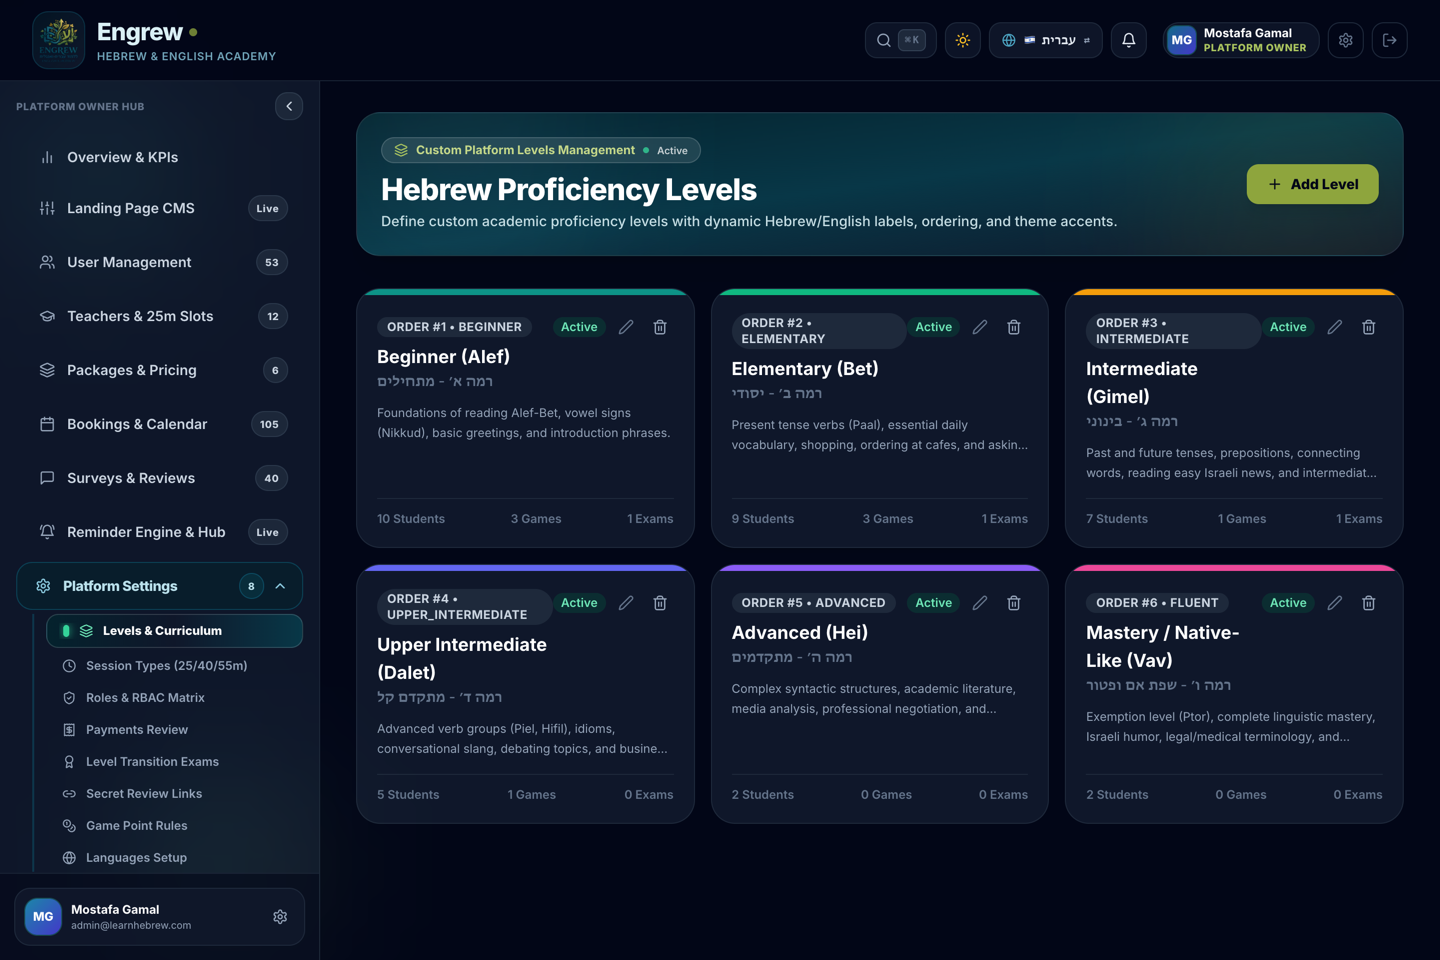 ENGREW
Engrew
HEBREW & ENGLISH ACADEMY
⌘K
עברית
MG
Mostafa Gamal
PLATFORM OWNER
PLATFORM OWNER HUB
Overview & KPIs
Landing Page CMS
Live
User Management
53
Teachers & 25m Slots
12
Packages & Pricing
6
Bookings & Calendar
105
Surveys & Reviews
40
Reminder Engine & Hub
Live
Platform Settings
8
Levels & Curriculum
Session Types (25/40/55m)
Roles & RBAC Matrix
Payments Review
Level Transition Exams
Secret Review Links
Game Point Rules
Languages Setup
MG
Mostafa Gamal
admin@learnhebrew.com
Custom Platform Levels Management • Active
Hebrew Proficiency Levels
Define custom academic proficiency levels with dynamic Hebrew/English labels, ordering, and theme accents.
+ Add Level
ORDER #1 • BEGINNER
Active
Beginner (Alef)
רמה א׳ - מתחילים
Foundations of reading Alef-Bet, vowel signs
(Nikkud), basic greetings, and introduction phrases.
10 Students
3 Games
1 Exams
ORDER #2 •
ELEMENTARY
Active
Elementary (Bet)
רמה ב׳ - יסודי
Present tense verbs (Paal), essential daily
vocabulary, shopping, ordering at cafes, and askin...
9 Students
3 Games
1 Exams
ORDER #3 •
INTERMEDIATE
Active
Intermediate
(Gimel)
רמה ג׳ - בינוני
Past and future tenses, prepositions, connecting
words, reading easy Israeli news, and intermediat...
7 Students
1 Games
1 Exams
ORDER #4 •
UPPER_INTERMEDIATE
Active
Upper Intermediate
(Dalet)
רמה ד׳ - מתקדם קל
Advanced verb groups (Piel, Hifil), idioms,
conversational slang, debating topics, and busine...
5 Students
1 Games
0 Exams
ORDER #5 • ADVANCED
Active
Advanced (Hei)
רמה ה׳ - מתקדמים
Complex syntactic structures, academic literature,
media analysis, professional negotiation, and...
2 Students
0 Games
0 Exams
ORDER #6 • FLUENT
Active
Mastery / Native-
Like (Vav)
רמה ו׳ - שפת אם ופטור
Exemption level (Ptor), complete linguistic mastery,
Israeli humor, legal/medical terminology, and...
2 Students
0 Games
0 Exams